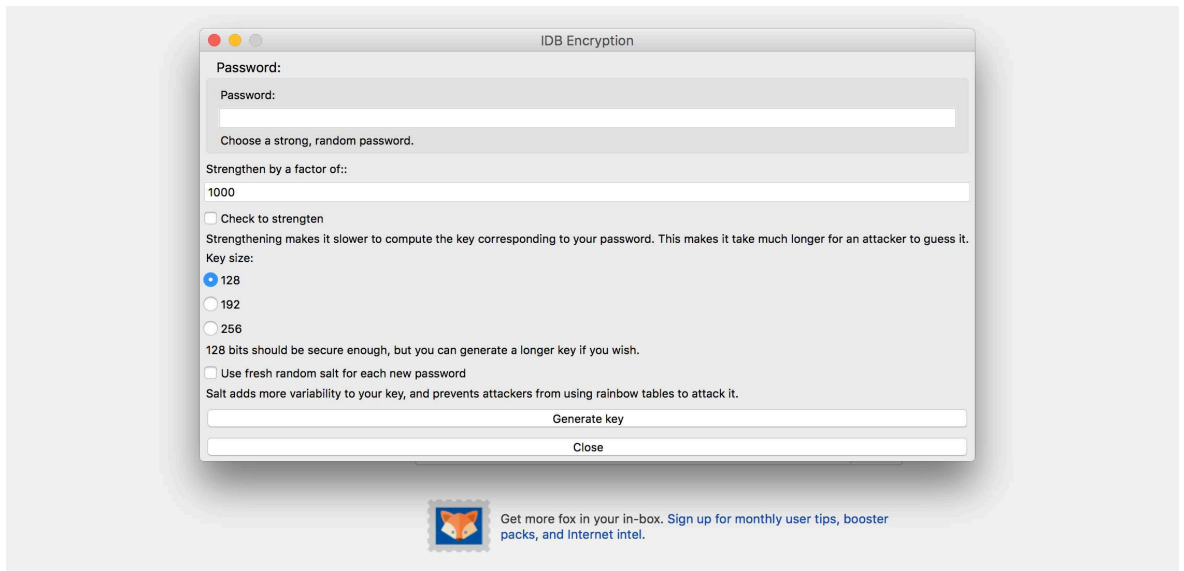 IDB Encryption
Password:
Password:
Choose a strong, random password.
Strengthen by a factor of::
1000
Check to strengten
Strengthening makes it slower to compute the key corresponding to your password. This makes it take much longer for an attacker to guess it.
Key size:
128
192
256
128 bits should be secure enough, but you can generate a longer key if you wish.
Use fresh random salt for each new password
Salt adds more variability to your key, and prevents attackers from using rainbow tables to attack it.
Generate key
Close
Get more fox in your in-box. Sign up for monthly user tips, booster
packs, and Internet intel.